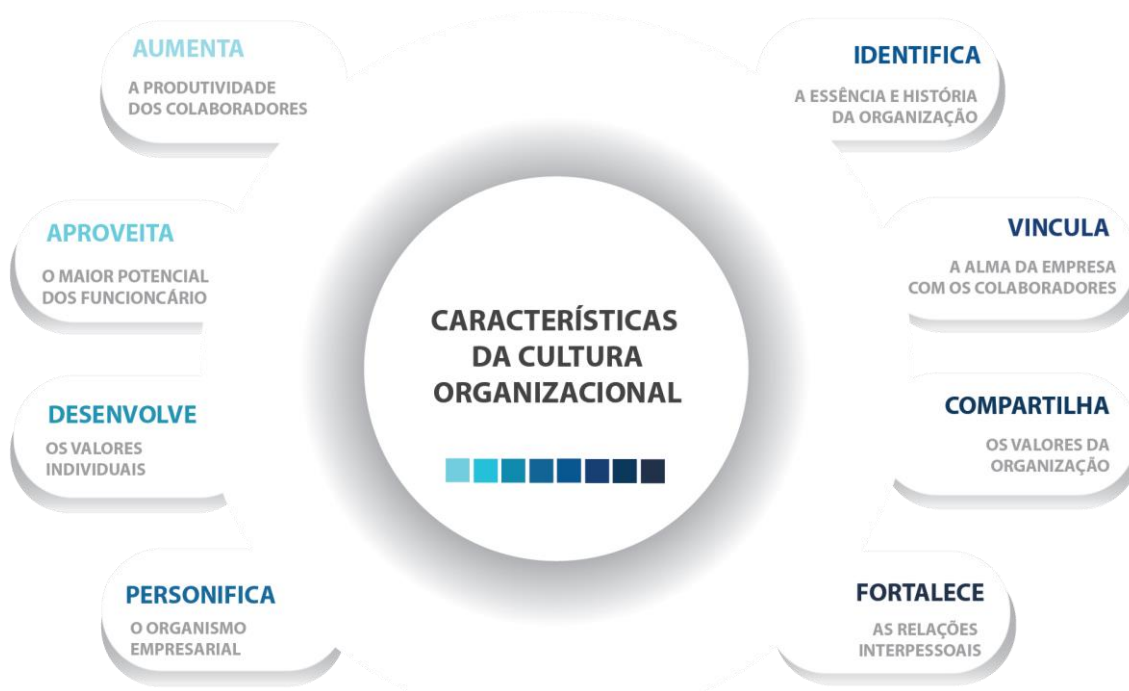 AUMENTA
A PRODUTIVIDADE
DOS COLABORADORES
APROVEITA
O MAIOR POTENCIAL
DOS FUNCIONCÁRIO
DESENVOLVE
OS VALORES
INDIVIDUAIS
PERSONIFICA
O ORGANISMO
EMPRESARIAL
CARACTERÍSTICAS
DA CULTURA
ORGANIZACIONAL
IDENTIFICA
A ESSÊNCIA E HISTÓRIA
DA ORGANIZAÇÃO
VINCULA
A ALMA DA EMPRESA
COM OS COLABORADORES
COMPARTILHA
OS VALORES DA
ORGANIZAÇÃO
FORTALECE
AS RELAÇÕES
INTERPESSOAIS